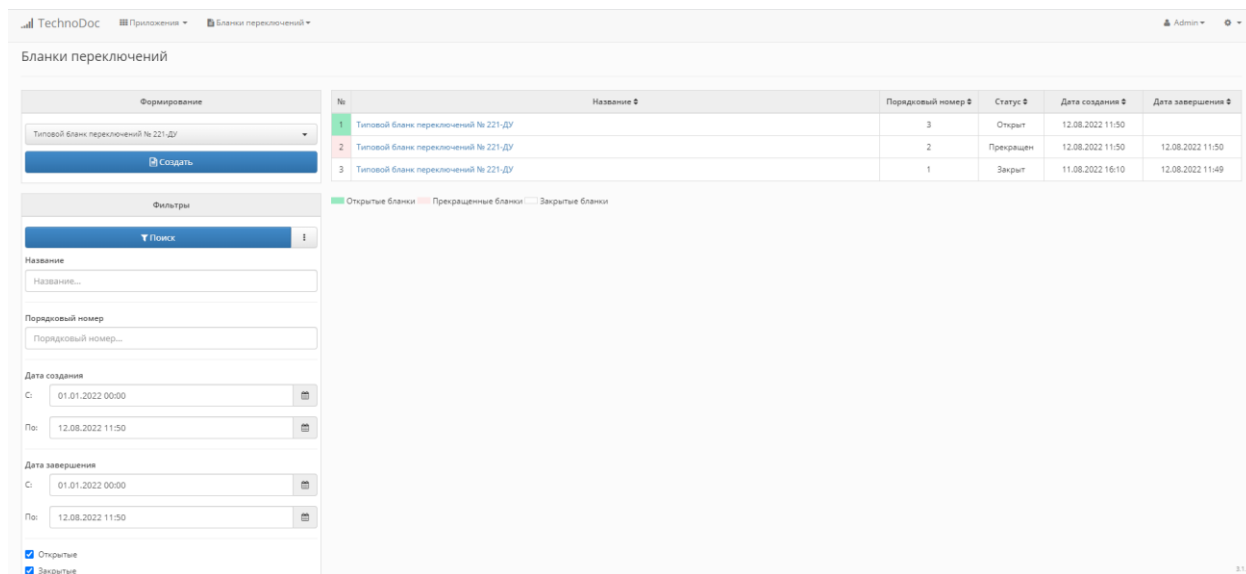 TechnoDoc Приложения Бланки переключений Admin
Бланки переключений
Формирование
Типовой бланк переключений № 221-ДУ
Создать
Фильтры
Поиск
Название
Название...
Порядковый номер
Порядковый номер...
Дата создания
С: 01.01.2022 00:00
По: 12.08.2022 11:50
Дата завершения
С: 01.01.2022 00:00
По: 12.08.2022 11:50
Открытые
Закрытые
№ Название Порядковый номер Статус Дата создания Дата завершения
1 Типовой бланк переключений № 221-ДУ 3 Открыт 12.08.2022 11:50
2 Типовой бланк переключений № 221-ДУ 2 Прекращен 12.08.2022 11:50 12.08.2022 11:50
3 Типовой бланк переключений № 221-ДУ 1 Закрыт 11.08.2022 16:10 12.08.2022 11:49
Открытые бланки Прекращенные бланки Закрытые бланки